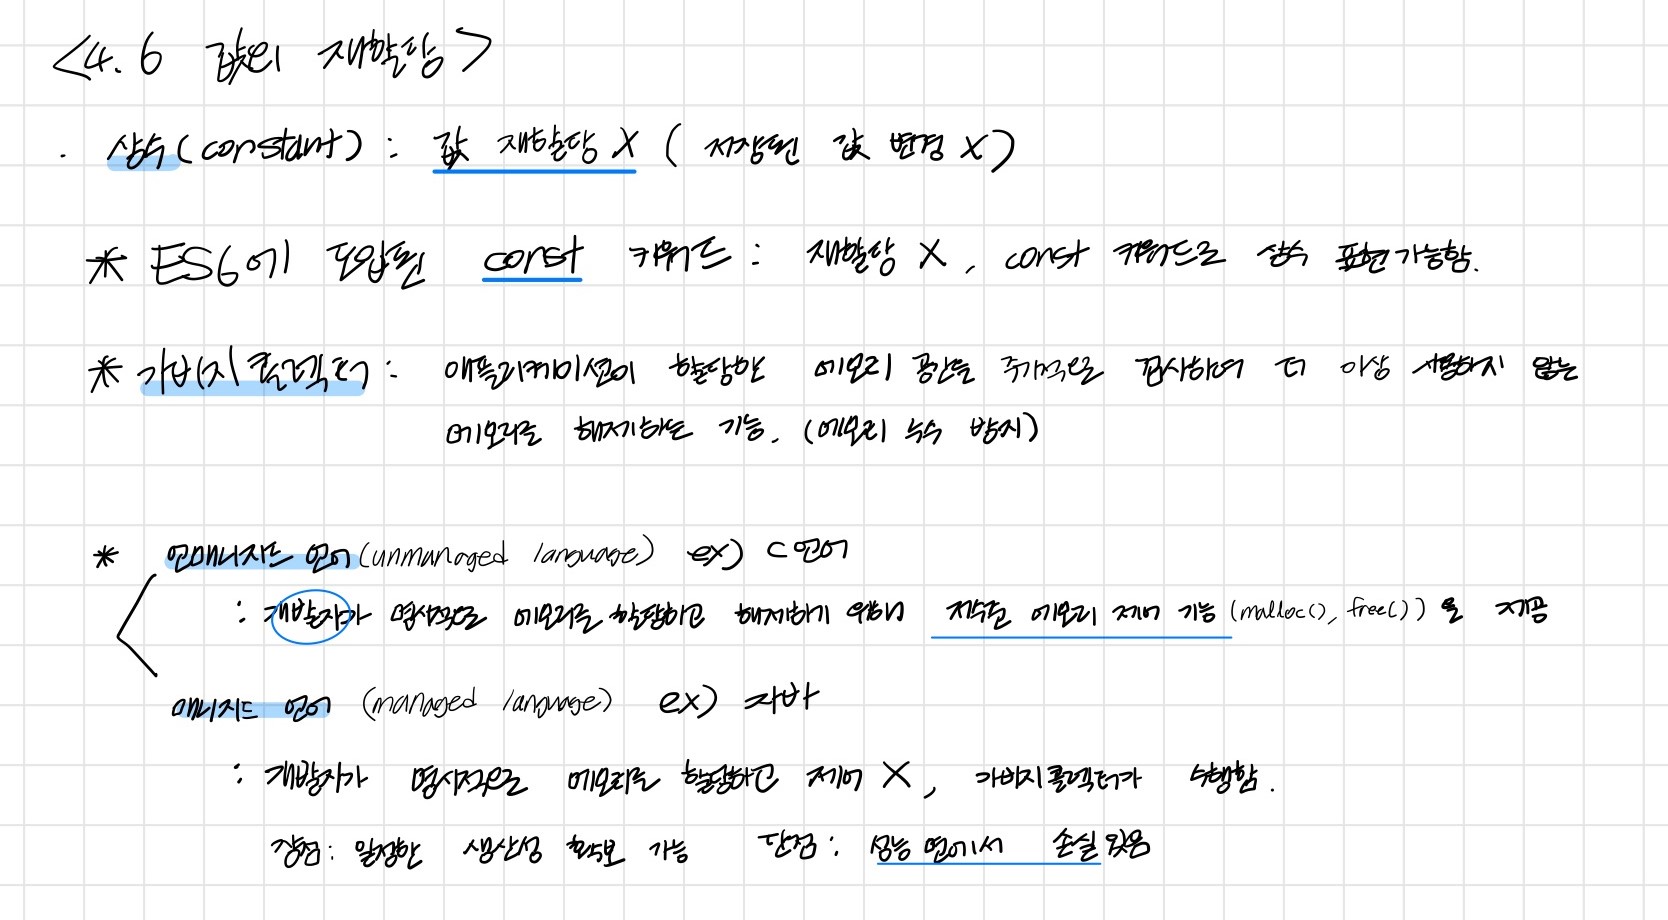 <4.6 값의 재할당>
· 상수(constant) : 값 재할당 X ( 저장된 값 변경 X)
* ES6에 도입된 const 키워드 : 재할당 X, const 키워드로 상수 표현가능함.
* 가비지 콜렉터 : 애플리케이션이 할당한 메모리 공간을 주기적으로 검사하여 더 이상 사용하지 않는
메모리를 해제하는 기능. (메모리 누수 방지)
* 언매니지드 언어(unmanaged language) ex) C언어
: 개발자가 명시적으로 메모리를 할당하고 해제하기 위해서 저수준 메모리 제어 기능 (malloc(), free()) 을 제공
매니지드 언어 (managed language) ex) 자바
: 개발자가 명시적으로 메모리를 할당하고 제어 X, 가비지콜렉터가 수행함.
장점 : 일정한 생산성 확보 가능 단점 : 성능 면에서 손실 있음